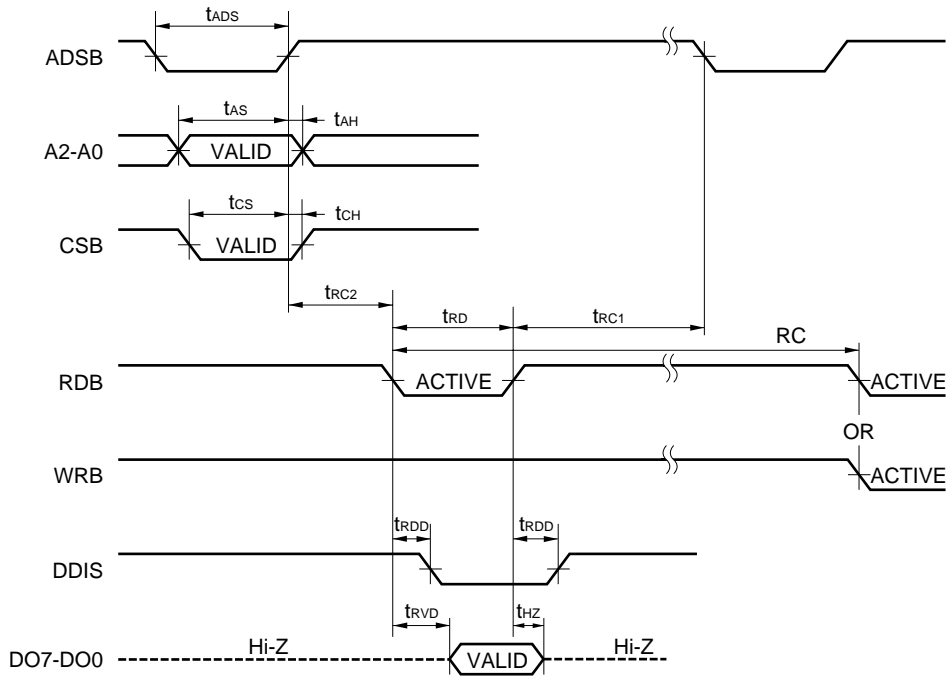 tADS
ADSB
tAS
tAH
A2-A0
VALID
tCS
tCH
CSB
VALID
tRC2
tRD
tRC1
RC
RDB
ACTIVE
ACTIVE
OR
WRB
ACTIVE
tRDD
tRDD
DDIS
tRVD
tHZ
DO7-DO0
Hi-Z
VALID
Hi-Z